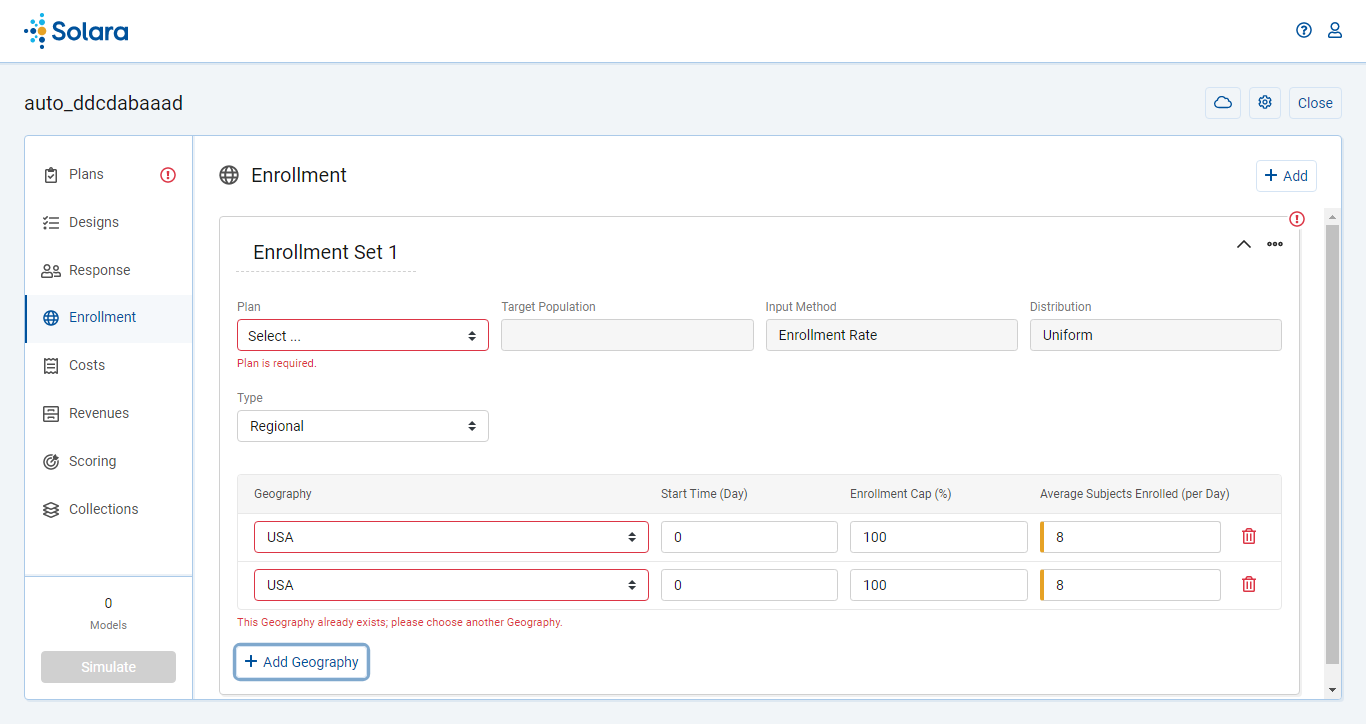 Solara
auto_ddcdabaaad
Close
Plans
Designs
Response
Enrollment
Costs
Revenues
Scoring
Collections
0
Models
Simulate
Enrollment
+ Add
Enrollment Set 1
Plan Target Population Input Method Distribution
Select ... Enrollment Rate Uniform
Plan is required.
Type
Regional
Geography Start Time (Day) Enrollment Cap (%) Average Subjects Enrolled (per Day)
USA 0 100 8
USA 0 100 8
This Geography already exists; please choose another Geography.
+ Add Geography